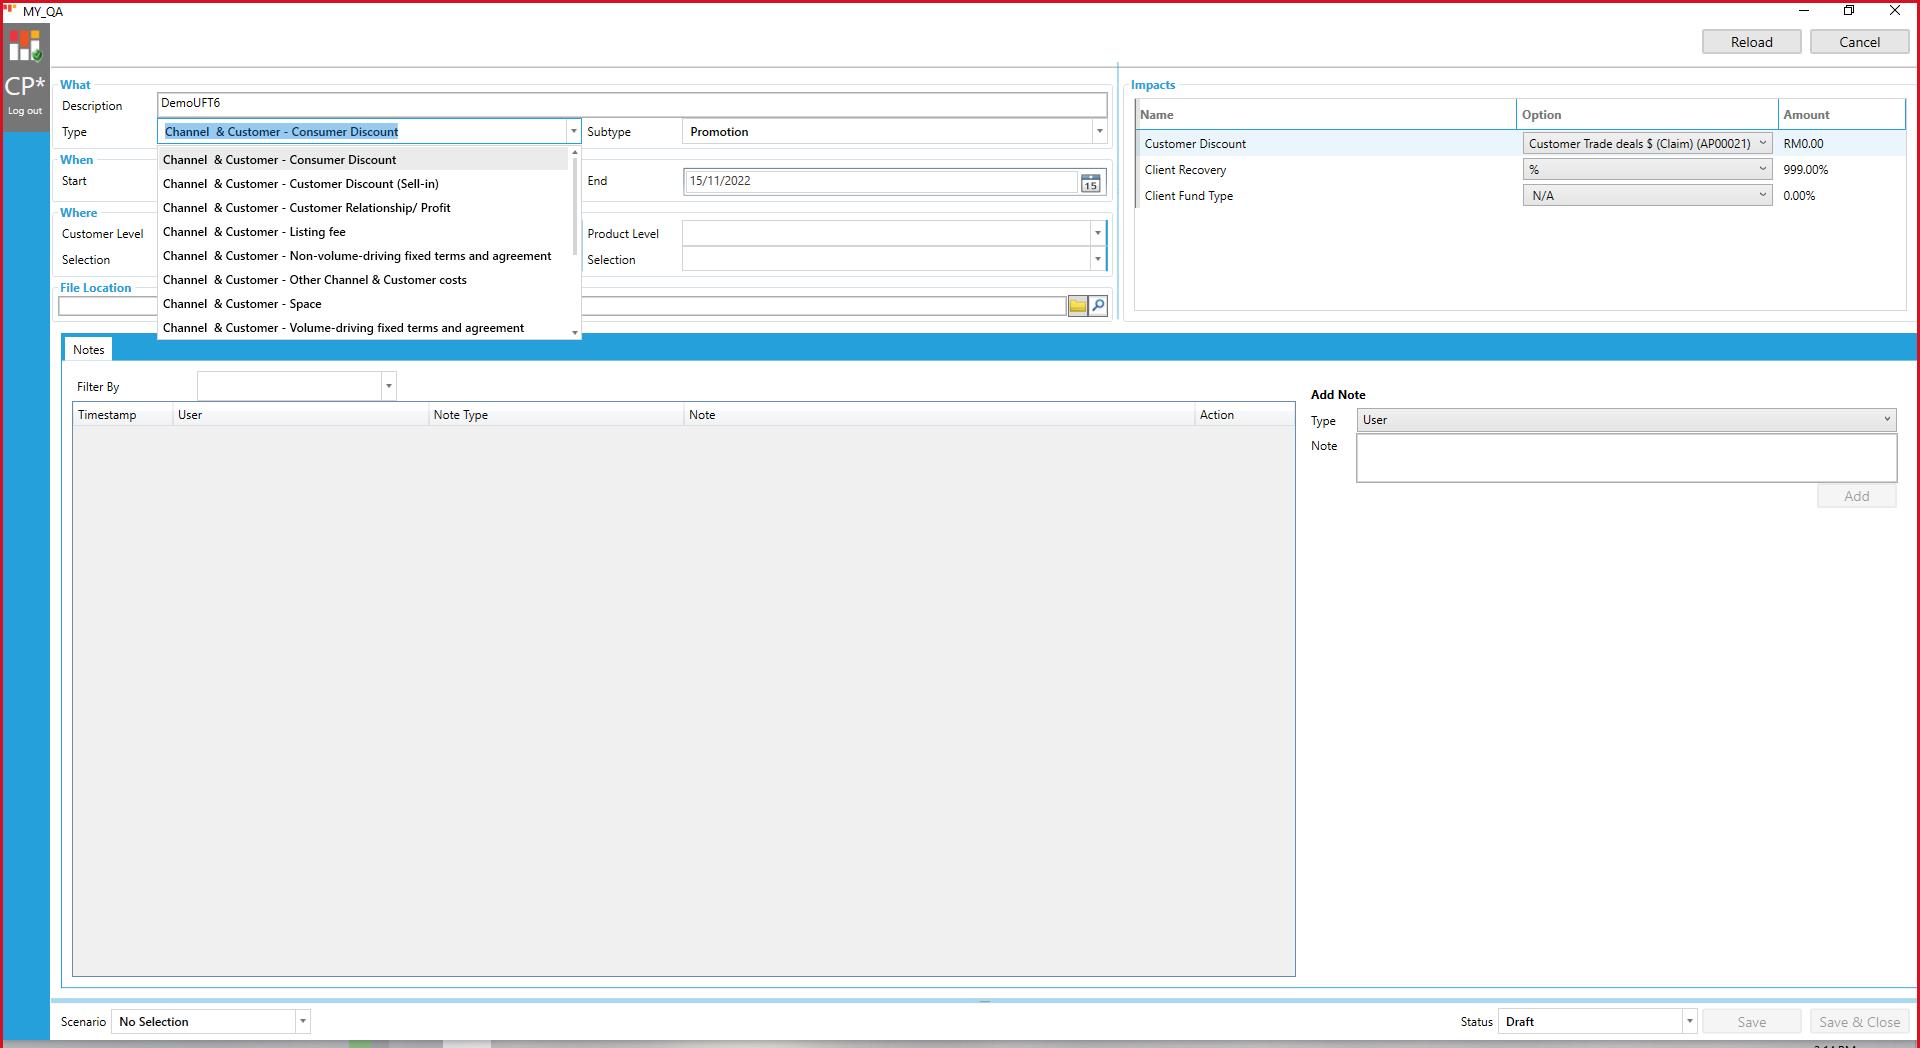 MY_QA
Reload Cancel
CP*
Log out
What
Description DemoUFT6
Type Channel & Customer - Consumer Discount Subtype Promotion
Channel & Customer - Consumer Discount
Channel & Customer - Customer Discount (Sell-in)
Channel & Customer - Customer Relationship/ Profit
Channel & Customer - Listing fee
Channel & Customer - Non-volume-driving fixed terms and agreement
Channel & Customer - Other Channel & Customer costs
Channel & Customer - Space
Channel & Customer - Volume-driving fixed terms and agreement
When
Start End 15/11/2022 15
Where
Customer Level Product Level
Selection Selection
File Location
Impacts
Name Option Amount
Customer Discount Customer Trade deals $ (Claim) (AP00021) RM0.00
Client Recovery % 999.00%
Client Fund Type N/A 0.00%
Notes
Filter By
Timestamp User Note Type Note Action
Add Note
Type User
Note
Add
Scenario No Selection Status Draft Save Save & Close